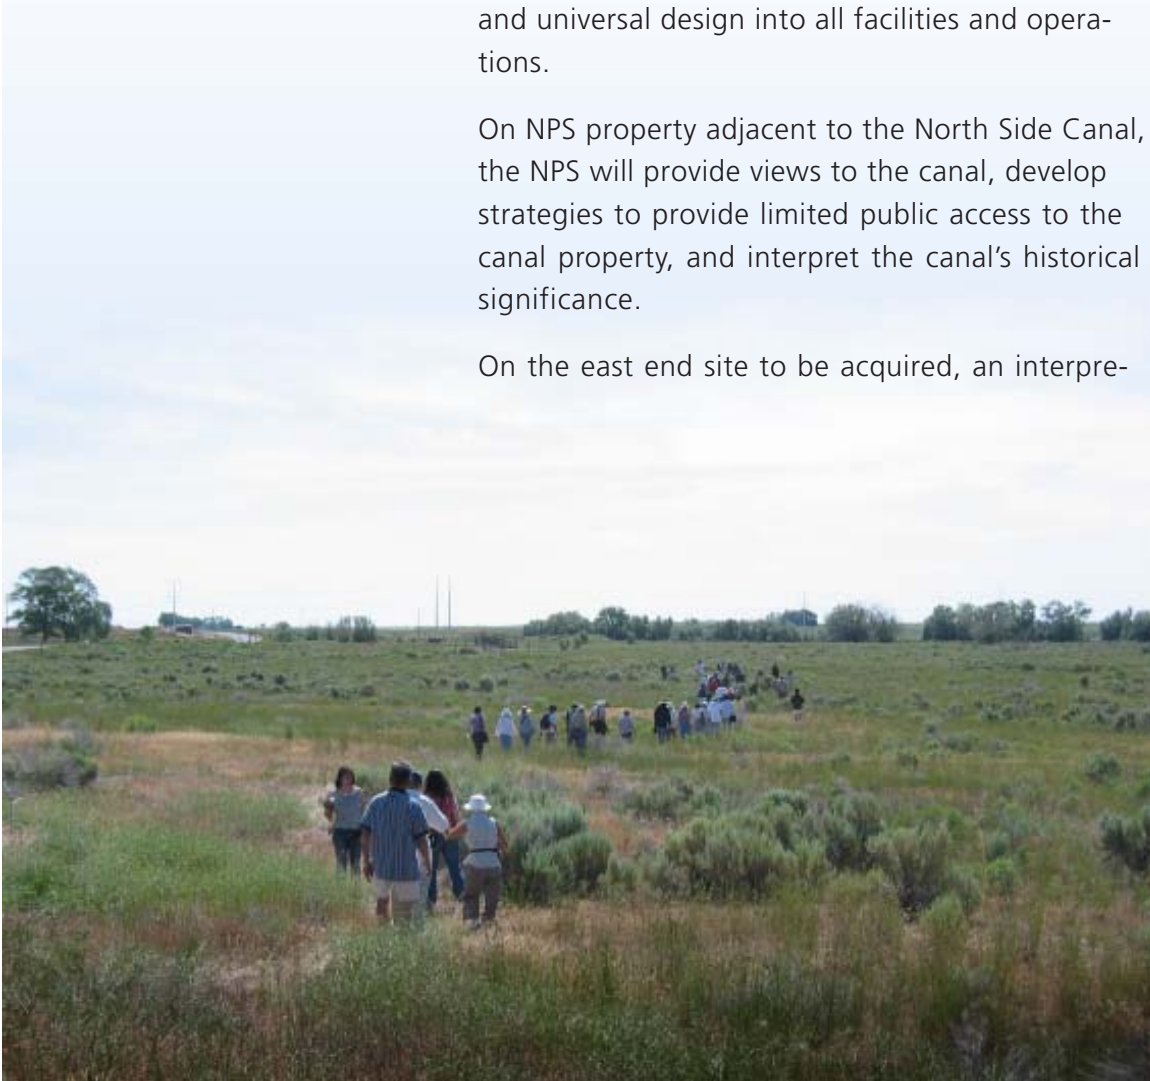 and universal design into all facilities and opera-
tions.
On NPS property adjacent to the North Side Canal,
the NPS will provide views to the canal, develop
strategies to provide limited public access to the
canal property, and interpret the canal’s historical
significance.
On the east end site to be acquired, an interpre-